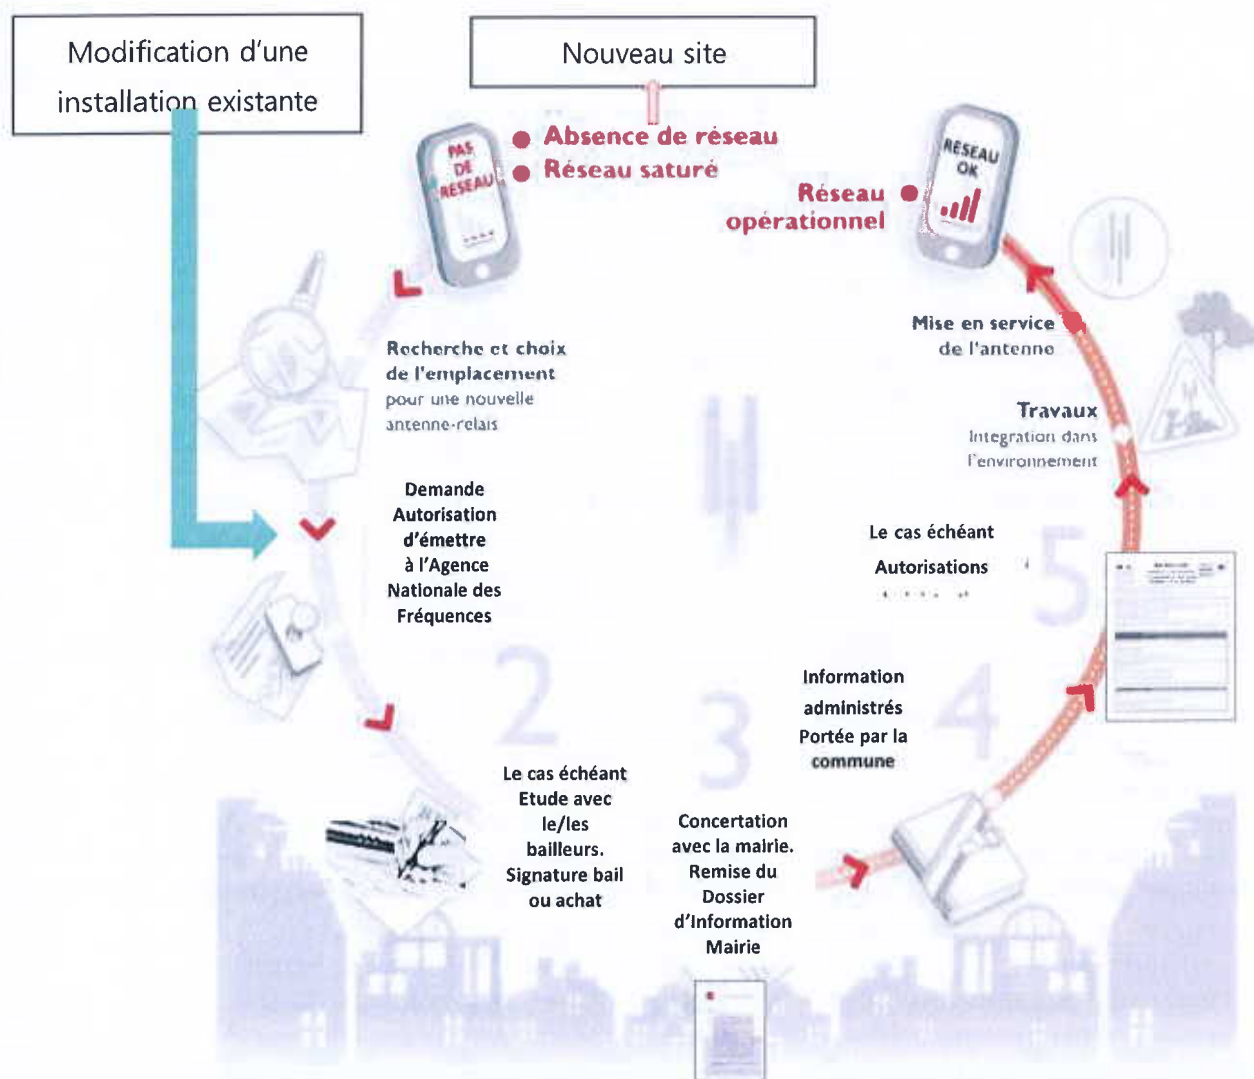 Modification d'une
installation existante
Nouveau site
PAS
DE
RESEAU
Absence de réseau
Réseau saturé
RESEAU
OK
Réseau
opérationnel
Recherche et choix
de l'emplacement
pour une nouvelle
antenne-relais
Demande
Autorisation
d'émettre
à l'Agence
Nationale des
Fréquences
2
Le cas échéant
Etude avec
le/les
bailleurs.
Signature bail
ou achat
3
Concertation
avec la mairie.
Remise du
Dossier
d'Information
Mairie
4
Information
administrés
Portée par la
commune
5
Le cas échéant
Autorisations
Travaux
Integration dans
l'environnement
Mise en service
de l'antenne